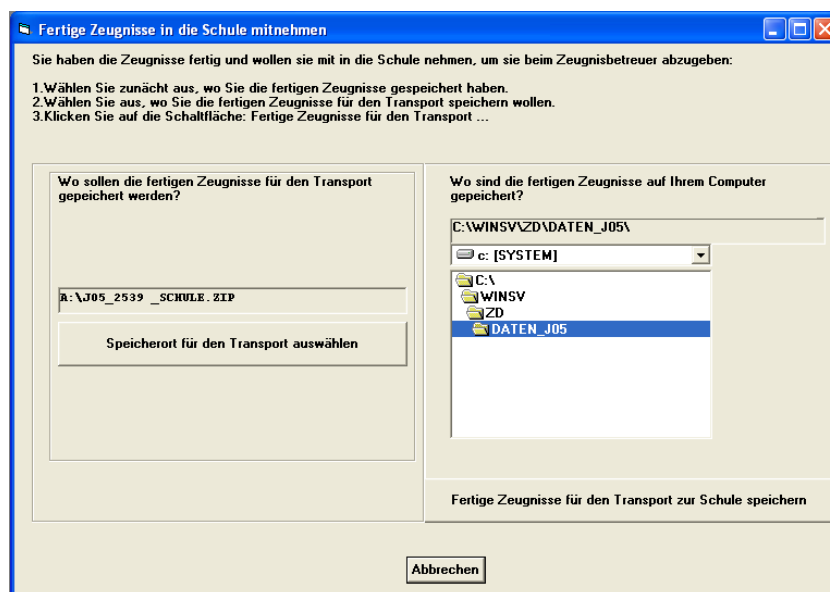 Fertige Zeugnisse in die Schule mitnehmen
Sie haben die Zeugnisse fertig und wollen sie mit in die Schule nehmen, um sie beim Zeugnisbetreuer abzugeben:
1.Wählen Sie zunächt aus, wo Sie die fertigen Zeugnisse gespeichert haben.
2.Wählen Sie aus, wo Sie die fertigen Zeugnisse für den Transport speichern wollen.
3.Klicken Sie auf die Schaltfläche: Fertige Zeugnisse für den Transport ...
Wo sollen die fertigen Zeugnisse für den Transport
gepeichert werden?
A:\J05_2539 _SCHULE.ZIP
Speicherort für den Transport auswählen
Wo sind die fertigen Zeugnisse auf Ihrem Computer
gepeichert?
C:\WINSV\ZD\DATEN_J05\
c: [SYSTEM]
C:\
WINSV
ZD
DATEN_J05
Fertige Zeugnisse für den Transport zur Schule speichern
Abbrechen